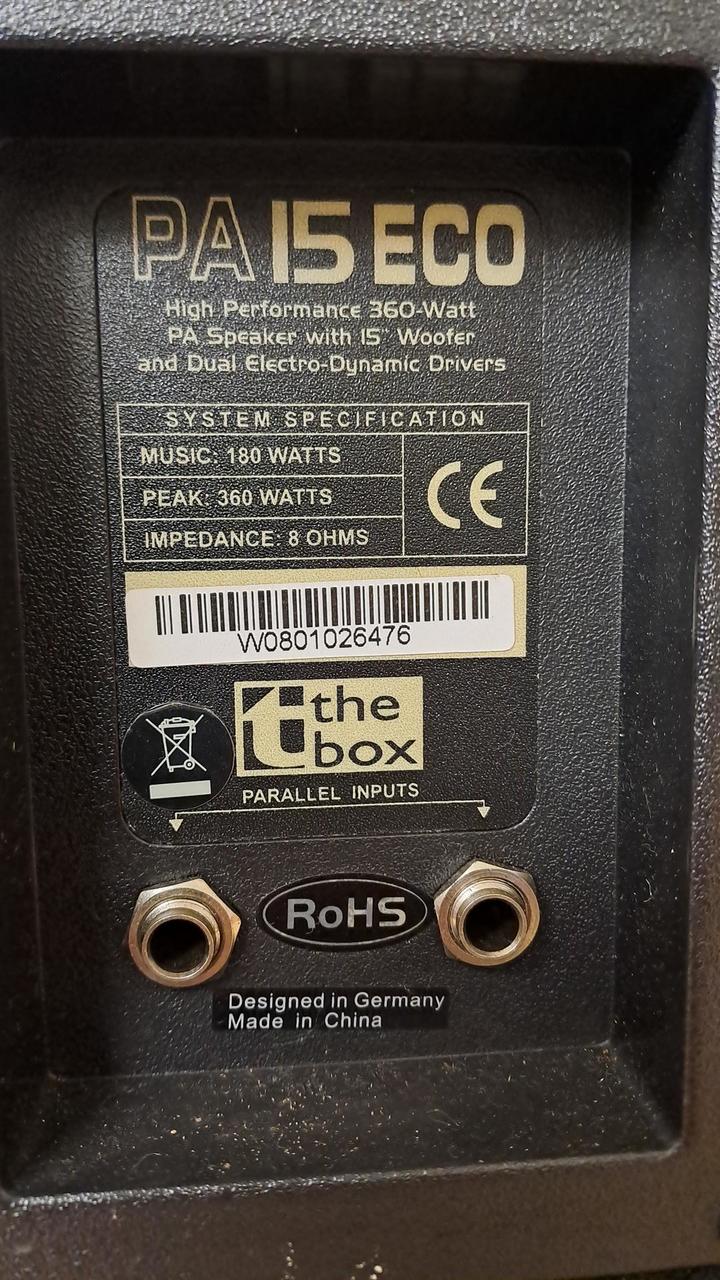 PA 15 ECO
High Performance 360-Watt
PA Speaker with 15" Woofer
and Dual Electro-Dynamic Drivers
SYSTEM SPECIFICATION
MUSIC: 180 WATTS
PEAK: 360 WATTS
IMPEDANCE: 8 OHMS
CE
W0801026476
t the
box
PARALLEL INPUTS
RoHS
Designed in Germany
Made in China